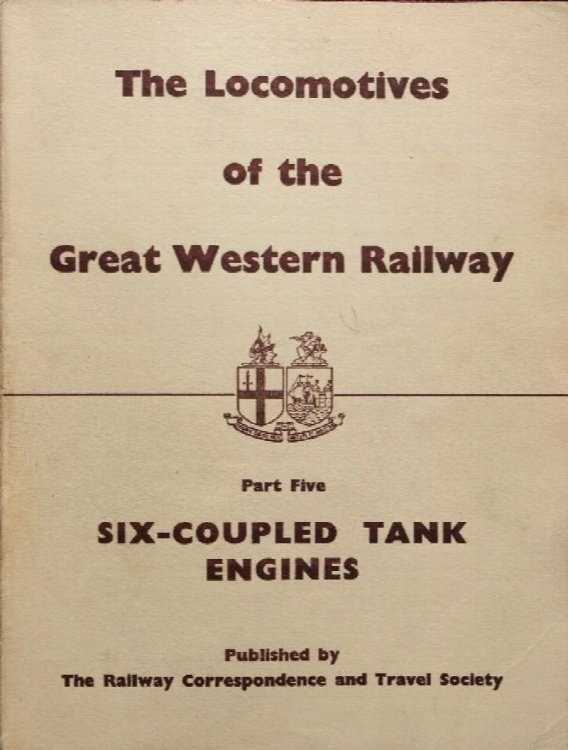 The Locomotives
of the
Great Western Railway
Part Five
SIX-COUPLED TANK
ENGINES
Published by
The Railway Correspondence and Travel Society